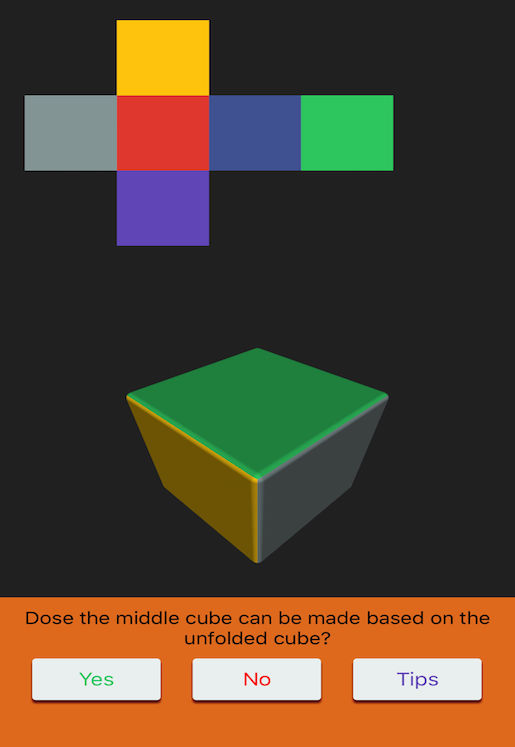 Dose the middle cube can be made based on the
unfolded cube?
Yes No Tips